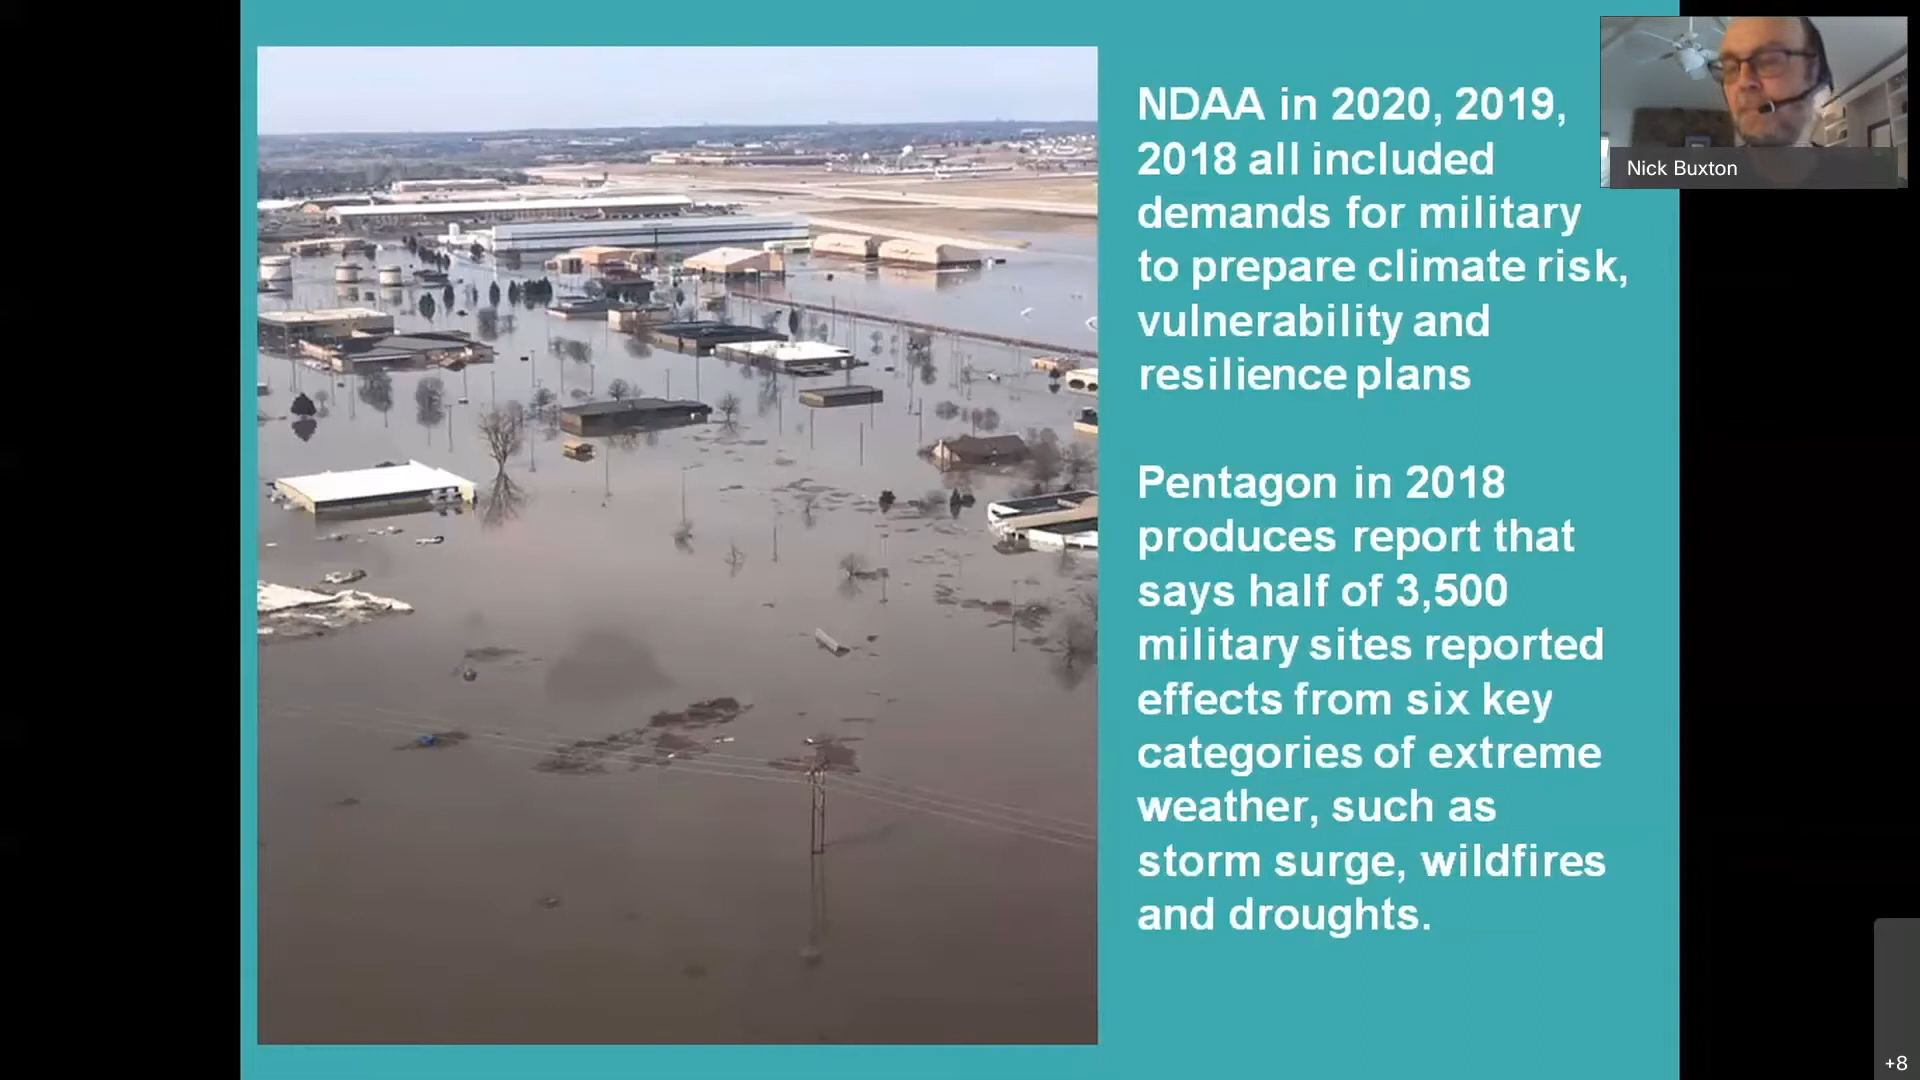 NDAA in 2020, 2019,
2018 all included
demands for military
to prepare climate risk,
vulnerability and
resilience plans
Pentagon in 2018
produces report that
says half of 3,500
military sites reported
effects from six key
categories of extreme
weather, such as
storm surge, wildfires
and droughts.
Nick Buxton
+8